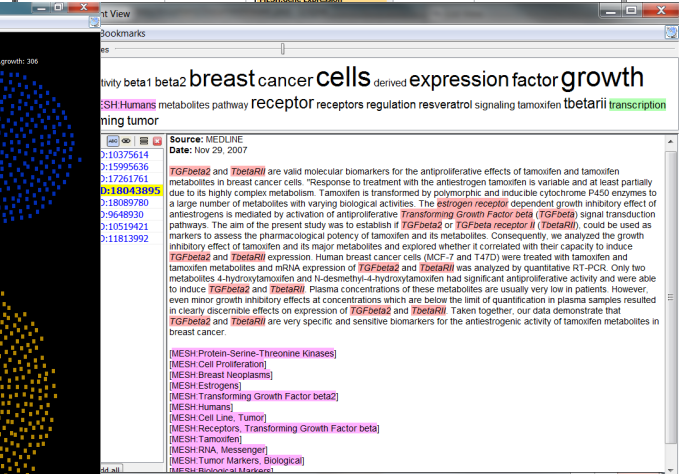 nt View
Bookmarks
es
.growth: 306
tivity beta1 beta2 breast cancer cells derived expression factor growth
ESH:Humans metabolites pathway receptor receptors regulation resveratrol signaling tamoxifen tbetarii transcription
ming tumor
D:10375614
D:15995636
D:17261761
D:18043895
D:18089780
D:9648930
D:10519421
D:11813992
dd all
Source: MEDLINE
Date: Nov 29, 2007
TGFbeta2 and TbetaRII are valid molecular biomarkers for the antiproliferative effects of tamoxifen and tamoxifen
metabolites in breast cancer cells. "Response to treatment with the antiestrogen tamoxifen is variable and at least partially
due to its highly complex metabolism. Tamoxifen is transformed by polymorphic and inducible cytochrome P450 enzymes to
a large number of metabolites with varying biological activities. The estrogen receptor dependent growth inhibitory effect of
antiestrogens is mediated by activation of antiproliferative Transforming Growth Factor beta (TGFbeta) signal transduction
pathways. The aim of the present study was to establish if TGFbeta2 or TGFbeta receptor II (TbetaRII), could be used as
markers to assess the pharmacological potency of tamoxifen and its metabolites. Consequently, we analyzed the growth
inhibitory effect of tamoxifen and its major metabolites and explored whether it correlated with their capacity to induce
TGFbeta2 and TbetaRII expression. Human breast cancer cells (MCF-7 and T47D) were treated with tamoxifen and
tamoxifen metabolites and mRNA expression of TGFbeta2 and TbetaRII was analyzed by quantitative RT-PCR. Only two
metabolites 4-hydroxytamoxifen and N-desmethyl-4-hydroxytamoxifen had significant antiproliferative activity and were able
to induce TGFbeta2 and TbetaRII. Plasma concentrations of these metabolites are usually very low in patients. However,
even minor growth inhibitory effects at concentrations which are below the limit of quantification in plasma samples resulted
in clearly discernible effects on expression of TGFbeta2 and TbetaRII. Taken together, our data demonstrate that
TGFbeta2 and TbetaRII are very specific and sensitive biomarkers for the antiestrogenic activity of tamoxifen metabolites in
breast cancer.
[MESH:Protein-Serine-Threonine Kinases]
[MESH:Cell Proliferation]
[MESH:Breast Neoplasms]
[MESH:Estrogens]
[MESH:Transforming Growth Factor beta2]
[MESH:Humans]
[MESH:Cell Line, Tumor]
[MESH:Receptors, Transforming Growth Factor beta]
[MESH:Tamoxifen]
[MESH:RNA, Messenger]
[MESH:Tumor Markers, Biological]
[MESH:Biological Markers]